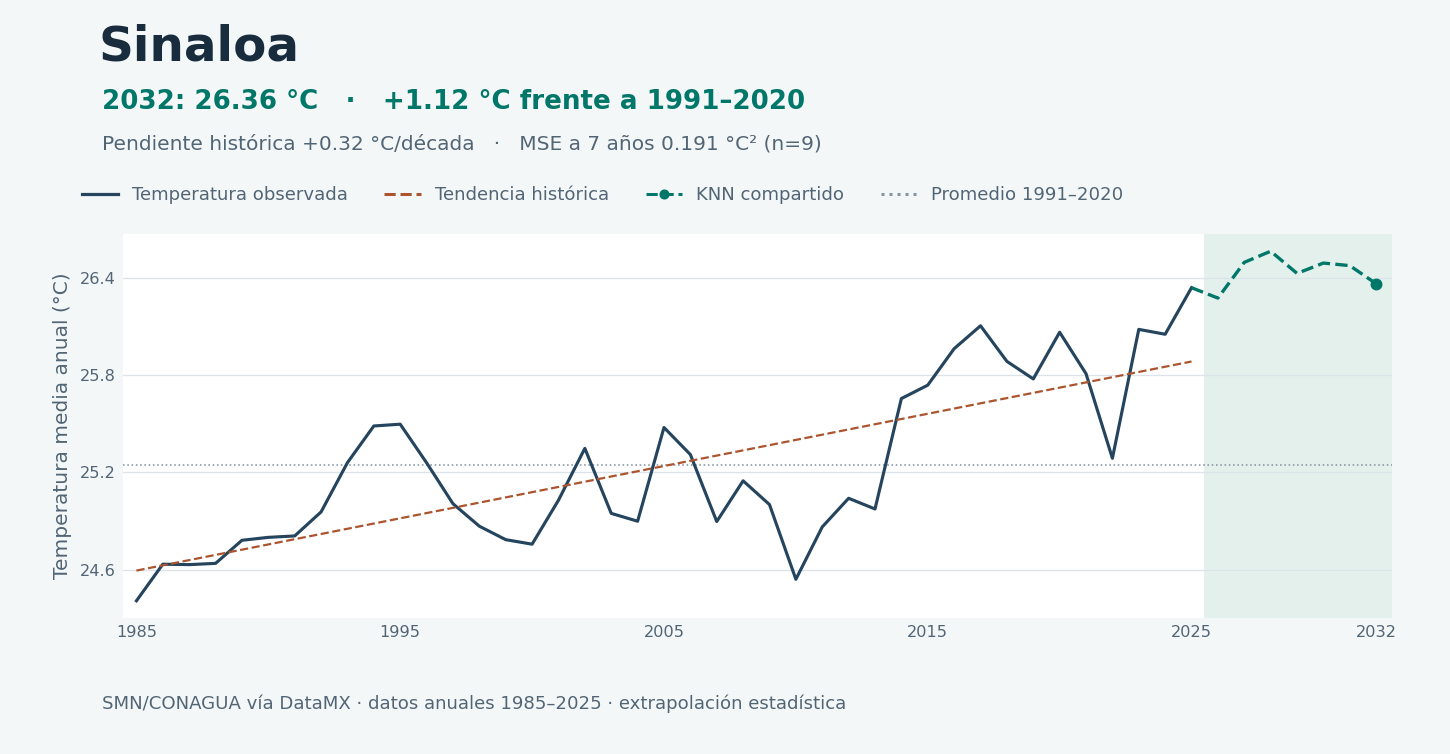 Sinaloa
2032: 26.36 °C · +1.12 °C frente a 1991–2020
Pendiente histórica +0.32 °C/década · MSE a 7 años 0.191 °C² (n=9)
Temperatura observada Tendencia histórica KNN compartido Promedio 1991–2020
Temperatura media anual (°C)
26.4
25.8
25.2
24.6
1985 1995 2005 2015 2025 2032
SMN/CONAGUA vía DataMX · datos anuales 1985–2025 · extrapolación estadística